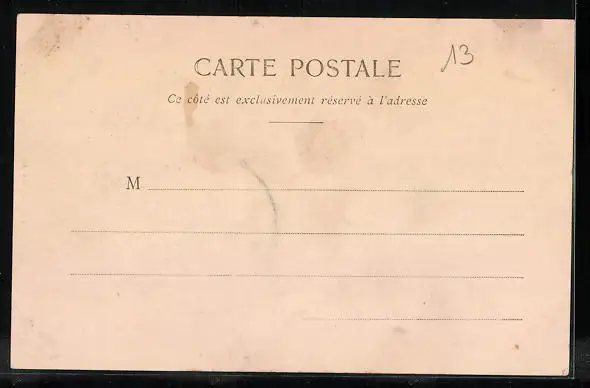 13
CARTE POSTALE
Ce côté est exclusivement réservé à l'adresse
M